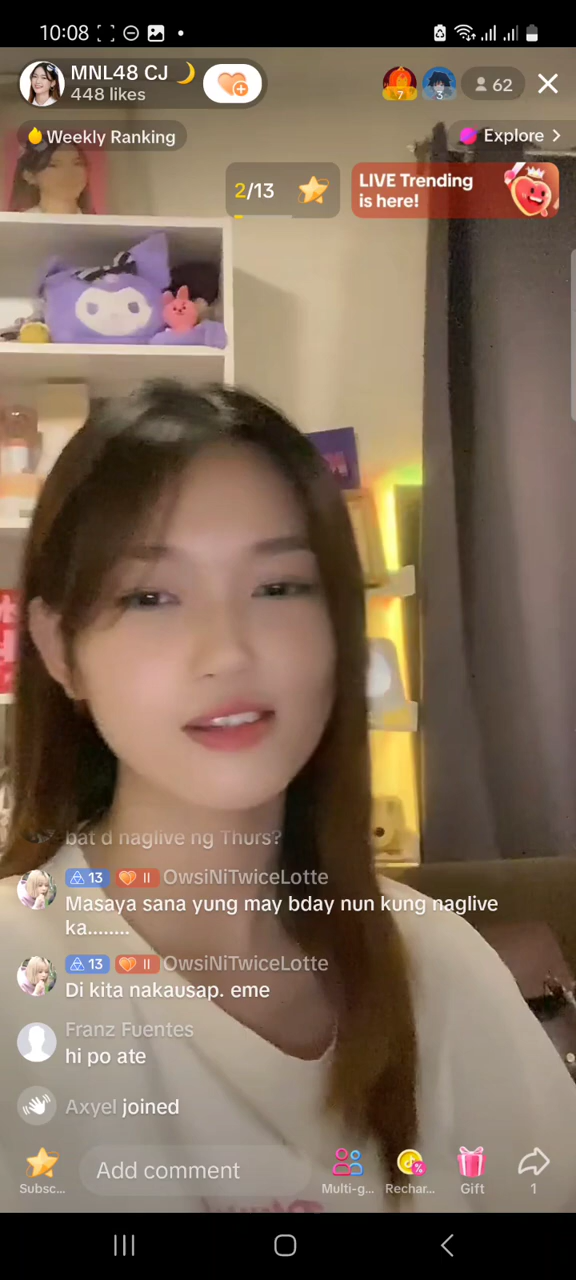 10:08
MNL48 CJ 🌙
448 likes
7
3
62
Weekly Ranking
Explore >
2/13
LIVE Trending
is here!
bat d naglive ng Thurs?
13 II OwsiNiTwiceLotte
Masaya sana yung may bday nun kung naglive
ka........
13 II OwsiNiTwiceLotte
Di kita nakausap. eme
Franz Fuentes
hi po ate
Axyel joined
Subsc...
Add comment
Multi-g...
Rechar...
Gift
1